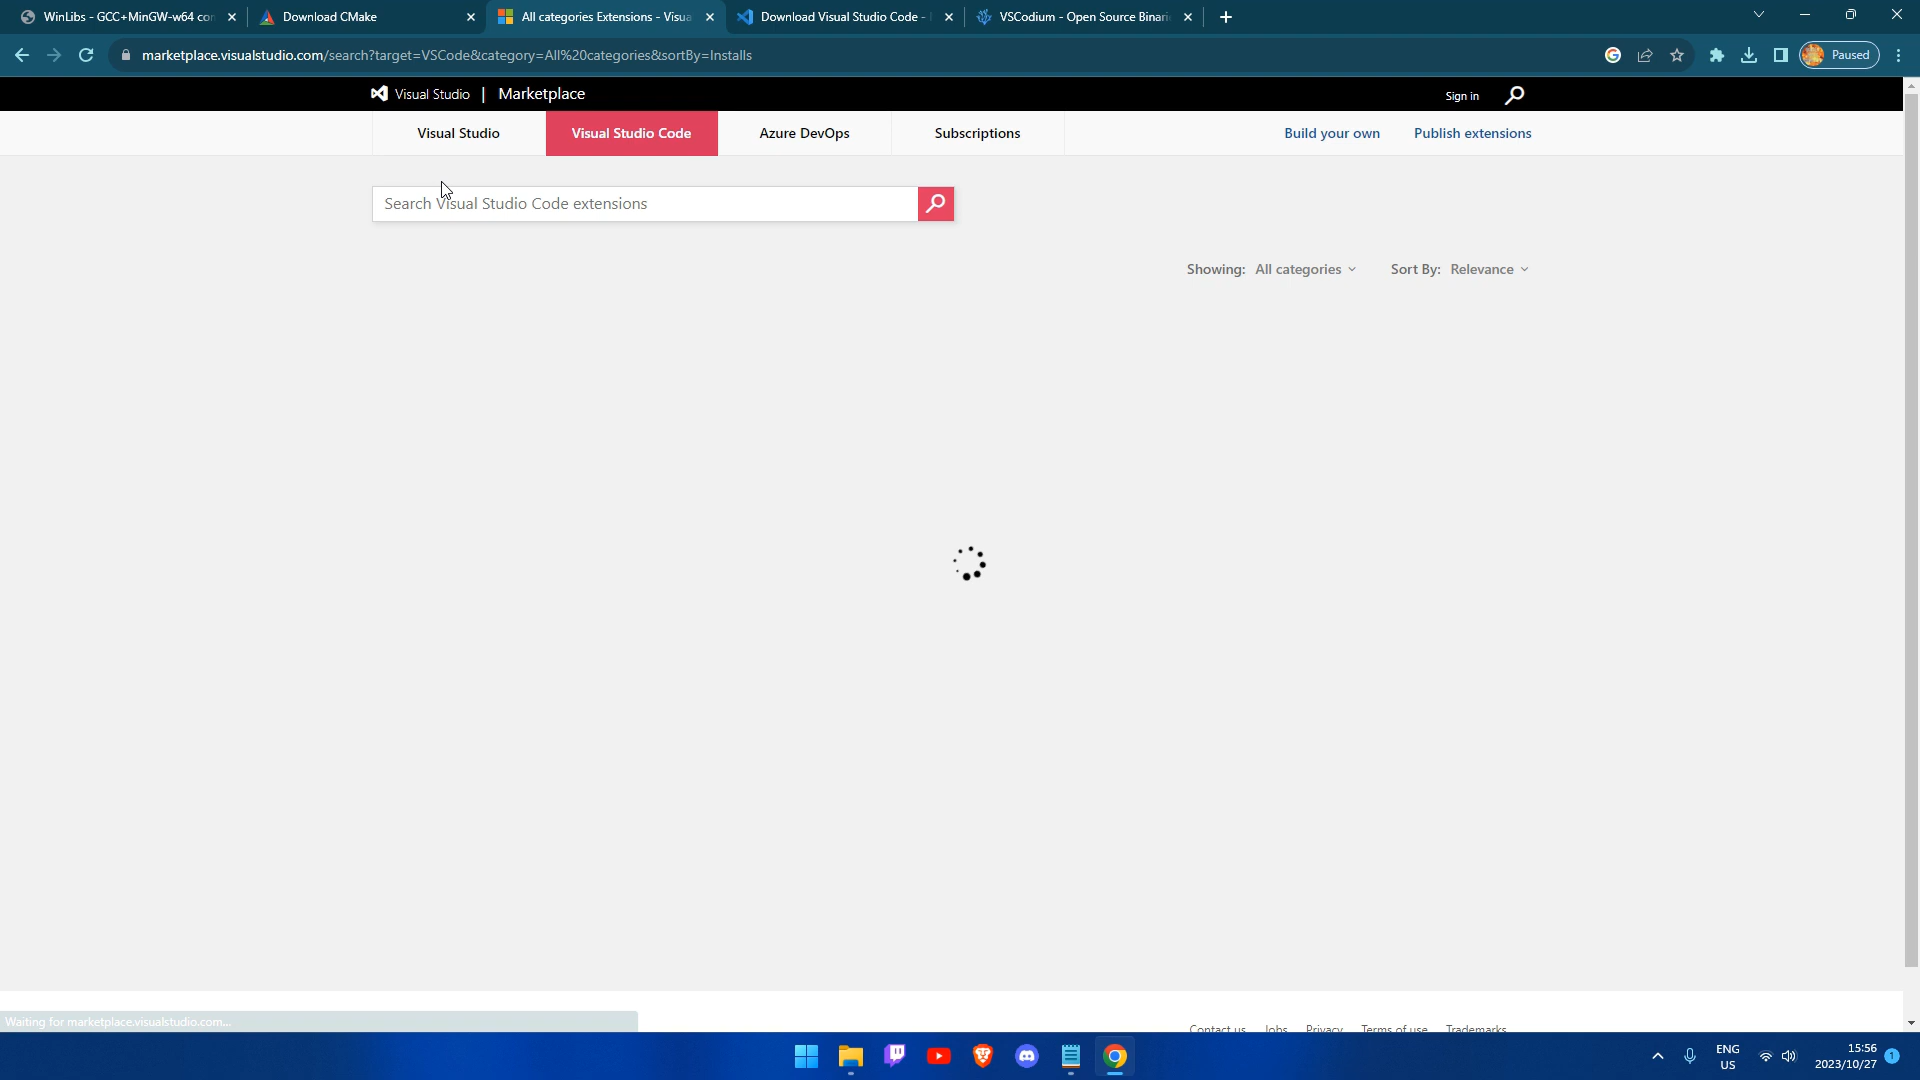 WinLibs - GCC+MinGW-w64 con
Download CMake
All categories Extensions - Visua
Download Visual Studio Code -
VSCodium - Open Source Binari
marketplace.visualstudio.com/search?target=VSCode&category=All%20categories&sortBy=Installs
Paused
Visual Studio | Marketplace
Sign in
Visual Studio
Visual Studio Code
Azure DevOps
Subscriptions
Build your own
Publish extensions
Search Visual Studio Code extensions
Showing: All categories
Sort By: Relevance
Waiting for marketplace.visualstudio.com...
Contact us
Jobs
Privacy
Terms of use
Trademarks
ENG
US
15:56
2023/10/27
1